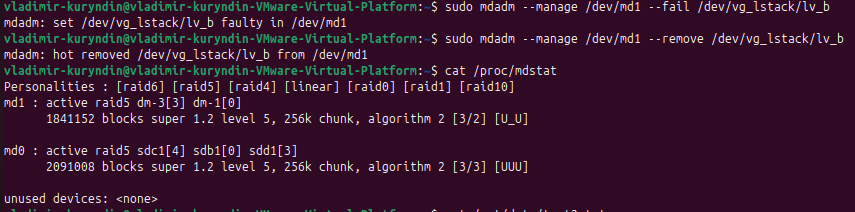 vladimir-kuryndin@vladimir-kuryndin-VMware-Virtual-Platform:~$ sudo mdadm --manage /dev/md1 --fail /dev/vg_lstack/lv_b
mdadm: set /dev/vg_lstack/lv_b faulty in /dev/md1
vladimir-kuryndin@vladimir-kuryndin-VMware-Virtual-Platform:~$ sudo mdadm --manage /dev/md1 --remove /dev/vg_lstack/lv_b
mdadm: hot removed /dev/vg_lstack/lv_b from /dev/md1
vladimir-kuryndin@vladimir-kuryndin-VMware-Virtual-Platform:~$ cat /proc/mdstat
Personalities : [raid6] [raid5] [raid4] [linear] [raid0] [raid1] [raid10]
md1 : active raid5 dm-3[3] dm-1[0]
      1841152 blocks super 1.2 level 5, 256k chunk, algorithm 2 [3/2] [U_U]

md0 : active raid5 sdc1[4] sdb1[0] sdd1[3]
      2091008 blocks super 1.2 level 5, 256k chunk, algorithm 2 [3/3] [UUU]

unused devices: <none>